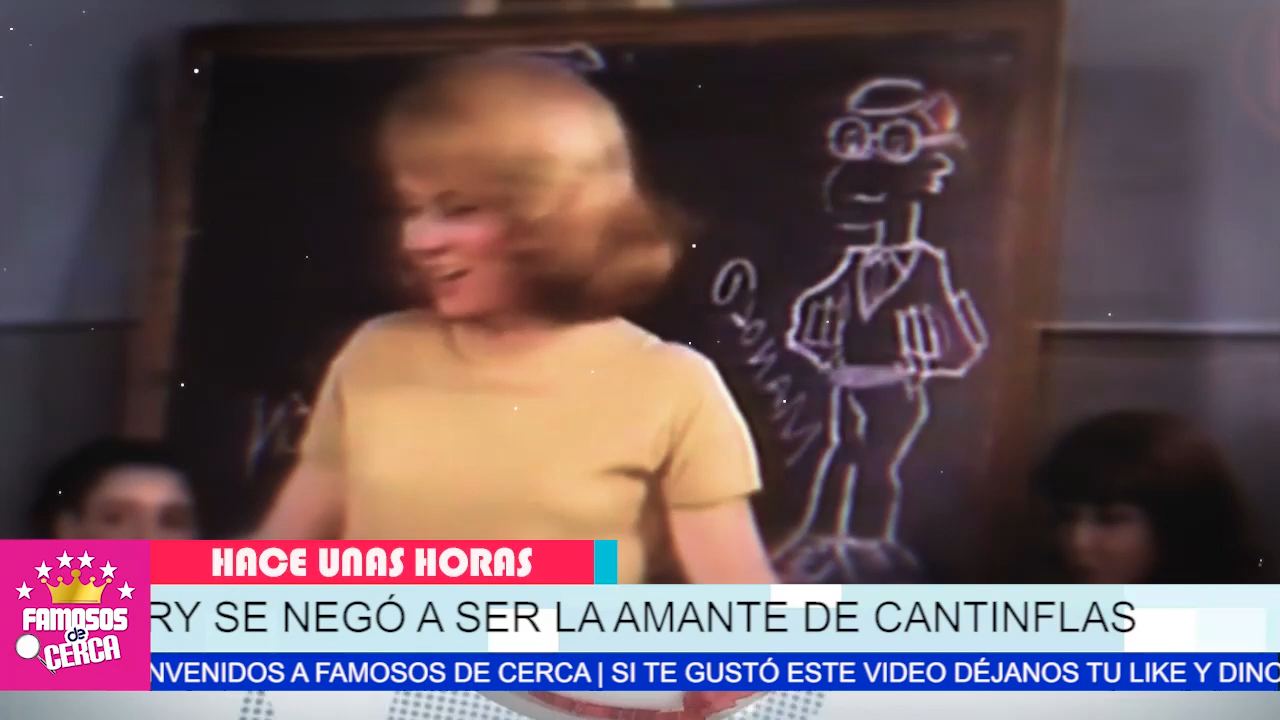 HACE UNAS HORAS
RY SE NEGÓ A SER LA AMANTE DE CANTINFLAS
FAMOSOS
de
CERCA
NVENIDOS A FAMOSOS DE CERCA | SI TE GUSTÓ ESTE VIDEO DÉJANOS TU LIKE Y DINO